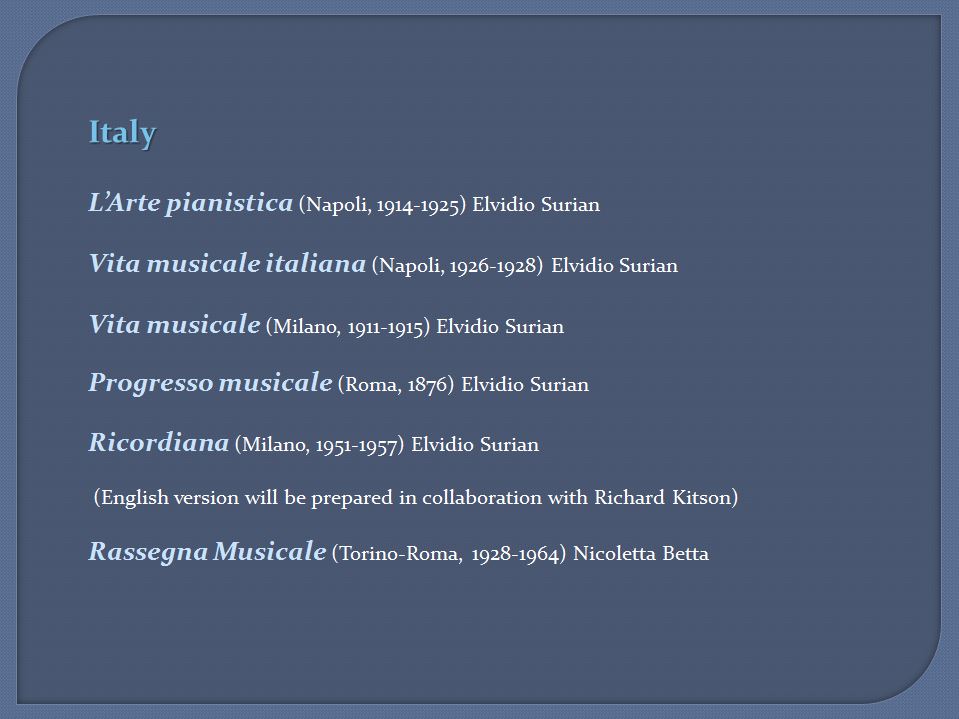 Italy
L’Arte pianistica (Napoli, 1914-1925) Elvidio Surian
Vita musicale italiana (Napoli, 1926-1928) Elvidio Surian
Vita musicale (Milano, 1911-1915) Elvidio Surian
Progresso musicale (Roma, 1876) Elvidio Surian
Ricordiana (Milano, 1951-1957) Elvidio Surian
(English version will be prepared in collaboration with Richard Kitson)
Rassegna Musicale (Torino-Roma, 1928-1964) Nicoletta Betta